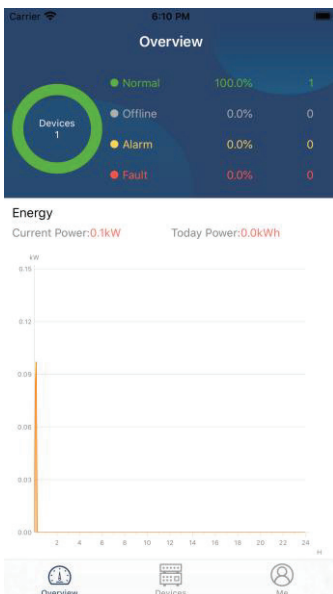 Carrier 6:10 PM
Overview
Devices
1
Normal 100.0% 1
Offline 0.0% 0
Alarm 0.0% 0
Fault 0.0% 0
Energy
Current Power:0.1kW Today Power:0.0kWh
kW
0.15
0.12
0.09
0.06
0.03
0.00
2 4 6 8 10 12 14 16 18 20 22 24
H
Overview Devices Me